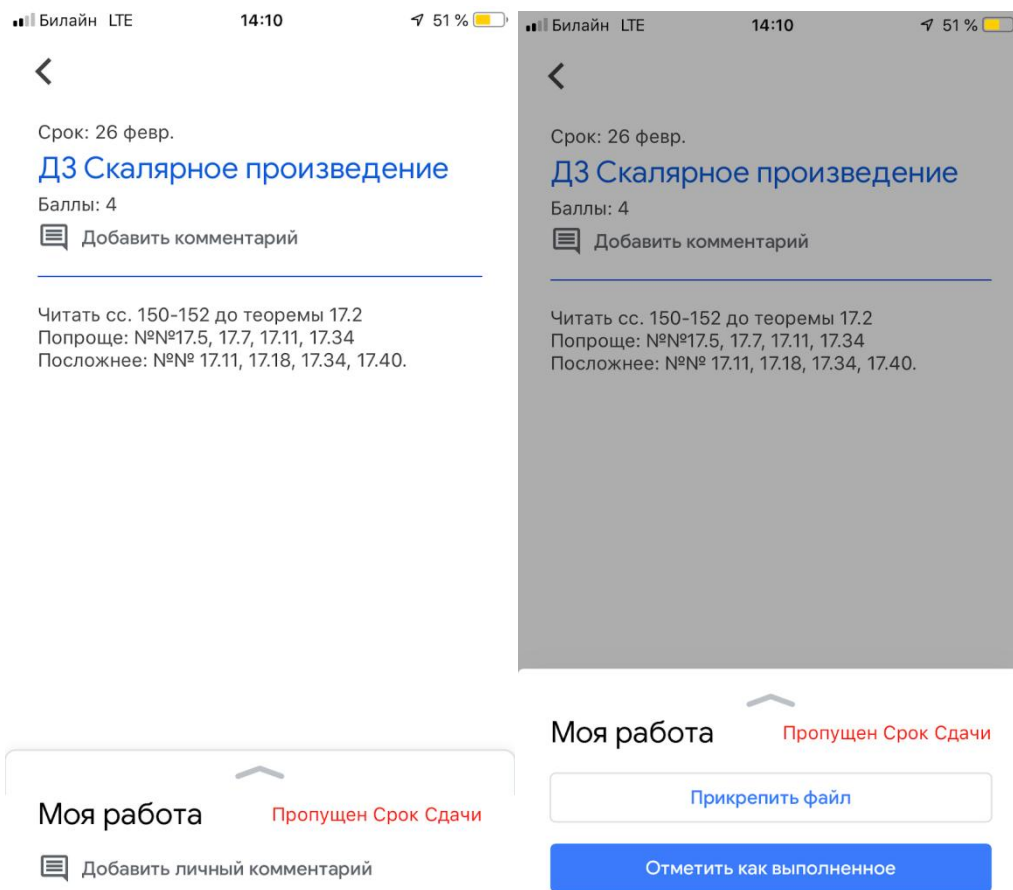 Билайн LTE 14:10 51 %
Срок: 26 февр.
ДЗ Скалярное произведение
Баллы: 4
Добавить комментарий
Читать сс. 150-152 до теоремы 17.2
Попроще: №№17.5, 17.7, 17.11, 17.34
Посложнее: №№ 17.11, 17.18, 17.34, 17.40.
Моя работа Пропущен Срок Сдачи
Добавить личный комментарий
Билайн LTE 14:10 51 %
Срок: 26 февр.
ДЗ Скалярное произведение
Баллы: 4
Добавить комментарий
Читать сс. 150-152 до теоремы 17.2
Попроще: №№17.5, 17.7, 17.11, 17.34
Посложнее: №№ 17.11, 17.18, 17.34, 17.40.
Моя работа Пропущен Срок Сдачи
Прикрепить файл
Отметить как выполненное